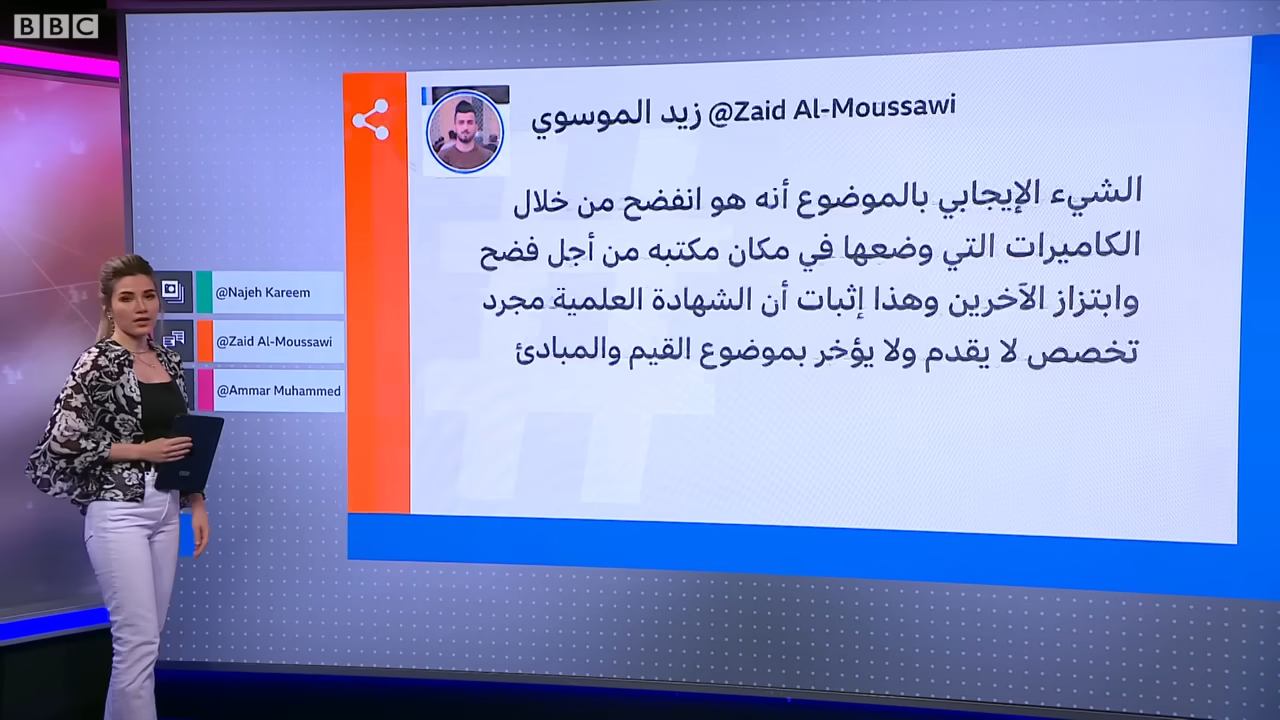 BBC
زيد الموسوي @Zaid Al-Moussawi
الشيء الإيجابي بالموضوع أنه هو انفضح من خلال
الكاميرات التي وضعها في مكان مكتبه من أجل فضح
وابتزاز الآخرين وهذا إثبات أن الشهادة العلمية مجرد
تخصص لا يقدم ولا يؤخر بموضوع القيم والمبادئ
@Najeh Kareem
@Zaid Al-Moussawi
@Ammar Muhammed